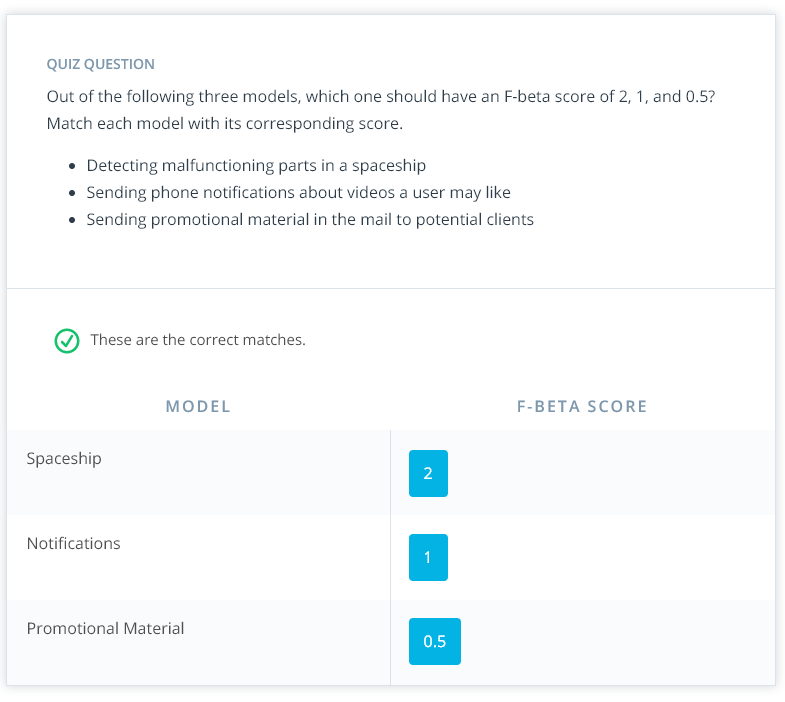 QUIZ QUESTION
Out of the following three models, which one should have an F-beta score of 2, 1, and 0.5?
Match each model with its corresponding score.
• Detecting malfunctioning parts in a spaceship
• Sending phone notifications about videos a user may like
• Sending promotional material in the mail to potential clients
These are the correct matches.
MODEL F-BETA SCORE
Spaceship 2
Notifications 1
Promotional Material 0.5